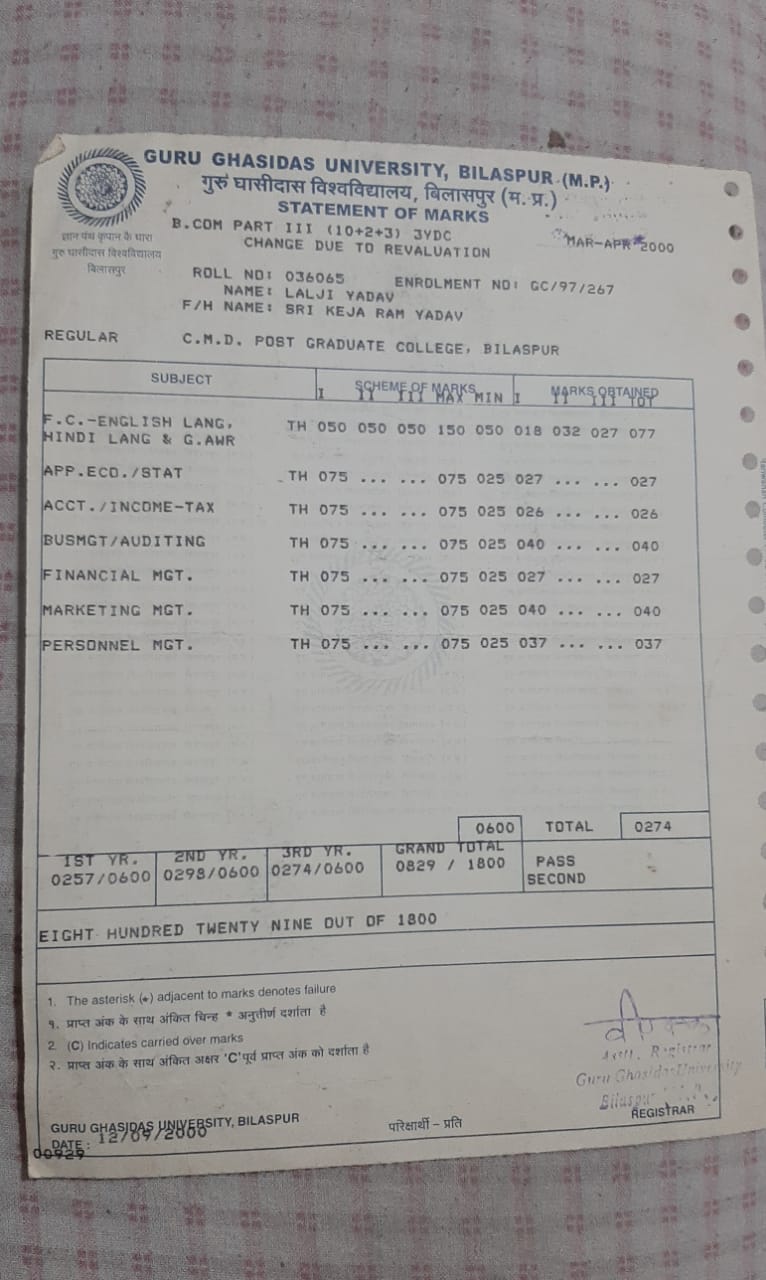 GURU GHASIDAS UNIVERSITY, BILASPUR (M.P.)
गुरु घासीदास विश्वविद्यालय, बिलासपुर (म. प्र.)
STATEMENT OF MARKS
B.COM PART III (10+2+3) 3YDC
CHANGE DUE TO REVALUATION
MAR-APR 2000
गुरु घासीदास विश्वविद्यालय
बिलासपुर
ROLL NO: 036065 ENROLMENT NO: GC/97/267
NAME: LALJI YADAV
F/H NAME: SRI KEJA RAM YADAV
REGULAR C.M.D. POST GRADUATE COLLEGE, BILASPUR
SUBJECT SCHEME OF MARKS MARKS OBTAINED
I II III MAX MIN I II III TOT
F.C.-ENGLISH LANG, TH 050 050 050 150 050 018 032 027 077
HINDI LANG & G.AWR
APP.ECO./STAT TH 075 ... ... 075 025 027 ... ... 027
ACCT./INCOME-TAX TH 075 ... ... 075 025 026 ... ... 026
BUSMGT/AUDITING TH 075 ... ... 075 025 040 ... ... 040
FINANCIAL MGT. TH 075 ... ... 075 025 027 ... ... 027
MARKETING MGT. TH 075 ... ... 075 025 040 ... ... 040
PERSONNEL MGT. TH 075 ... ... 075 025 037 ... ... 037
0600 TOTAL 0274
1ST YR. 2ND YR. 3RD YR. GRAND TOTAL PASS
0257/0600 0298/0600 0274/0600 0829 / 1800 SECOND
EIGHT HUNDRED TWENTY NINE OUT OF 1800
1. The asterisk (*) adjacent to marks denotes failure
१. प्राप्त अंक के साथ अंकित चिन्ह * अनुतीर्ण दर्शाता है
2. (C) Indicates carried over marks
२. प्राप्त अंक के साथ अंकित अक्षर 'C' पूर्व प्राप्त अंक को दर्शाता है
Asstt. Registrar
Guru Ghasidas University
Bilaspur
REGISTRAR
GURU GHASIDAS UNIVERSITY, BILASPUR
परिक्षार्थी – प्रति
DATE : 12/09/2000
00929